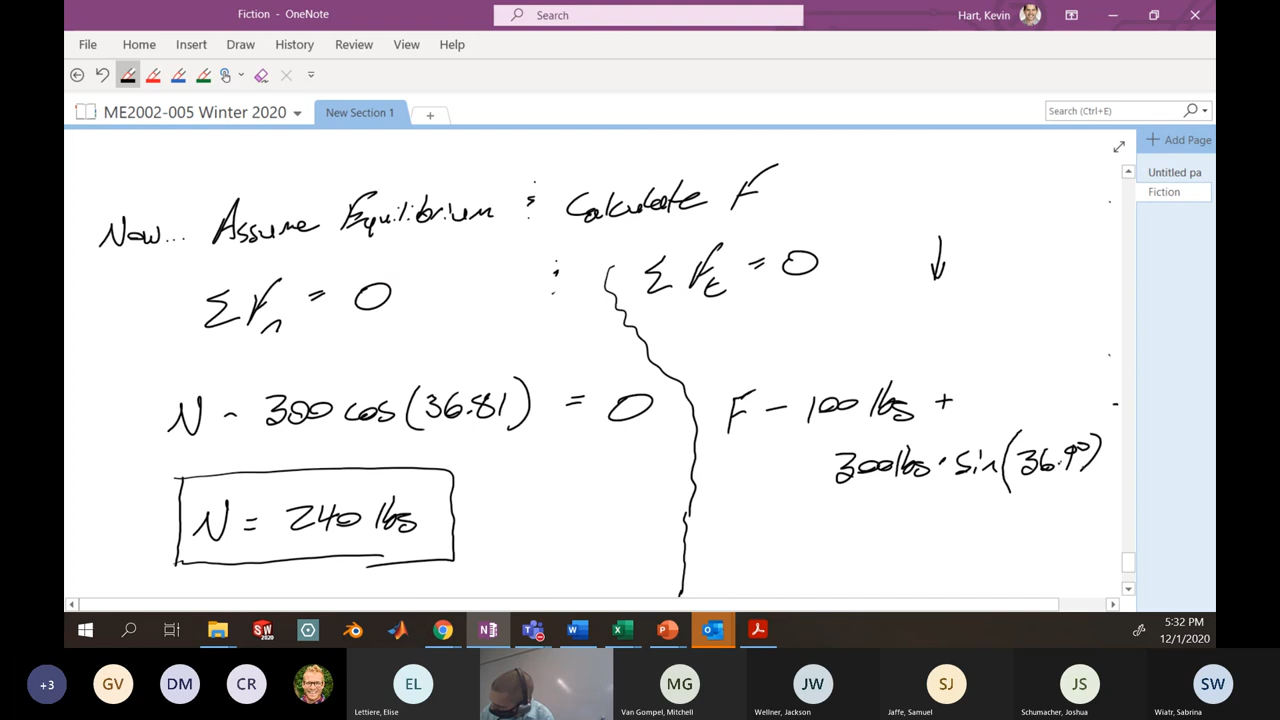 Fiction - OneNote
Search
Hart, Kevin
File Home Insert Draw History Review View Help
ME2002-005 Winter 2020
New Section 1
+
Search (Ctrl+E)
+ Add Page
Untitled pa
Fiction
Now... Assume Equilibrium ; Calculate F
ΣFn = 0 ; ΣFt = 0 ↓
N - 300 cos(36.81) = 0
F - 100 lbs +
300lbs · sin(36.9°)
N = 240 lbs
5:32 PM
12/1/2020
+3 GV DM CR EL MG JW SJ JS SW
Lettiere, Elise
Van Gompel, Mitchell
Wellner, Jackson
Jaffe, Samuel
Schumacher, Joshua
Wiatr, Sabrina